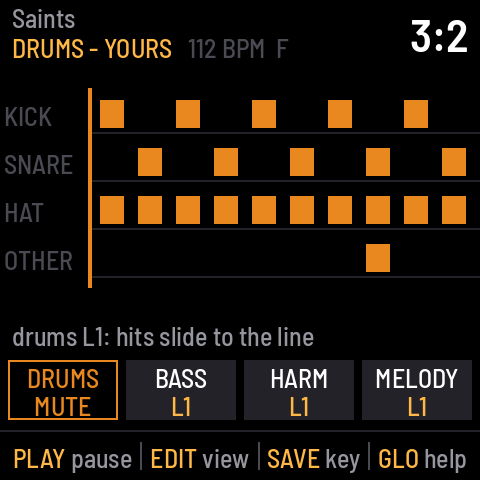 Saints
DRUMS - YOURS 112 BPM F
3:2
KICK
SNARE
HAT
OTHER
drums L1: hits slide to the line
DRUMS BASS HARM MELODY
MUTE L1 L1 L1
PLAY pause EDIT view SAVE key GLO help